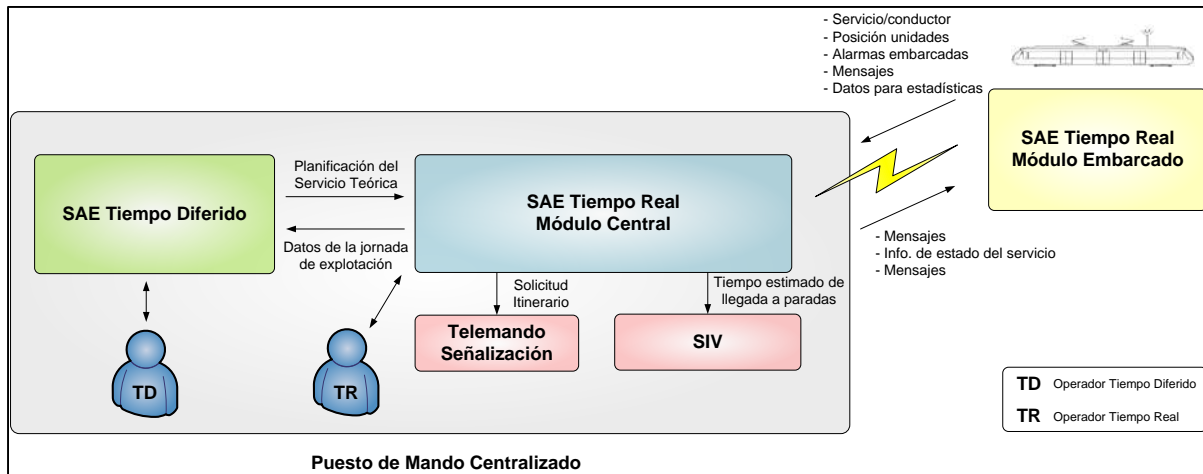 - Servicio/conductor
- Posición unidades
- Alarmas embarcadas
- Mensajes
- Datos para estadísticas
SAE Tiempo Real
Módulo Embarcado
SAE Tiempo Diferido
Planificación del
Servicio Teórica
SAE Tiempo Real
Módulo Central
Datos de la jornada
de explotación
- Mensajes
- Info. de estado del servicio
- Mensajes
Solicitud
Itinerario
Tiempo estimado de
llegada a paradas
Telemando
Señalización
SIV
TD
TR
TD Operador Tiempo Diferido
TR Operador Tiempo Real
Puesto de Mando Centralizado